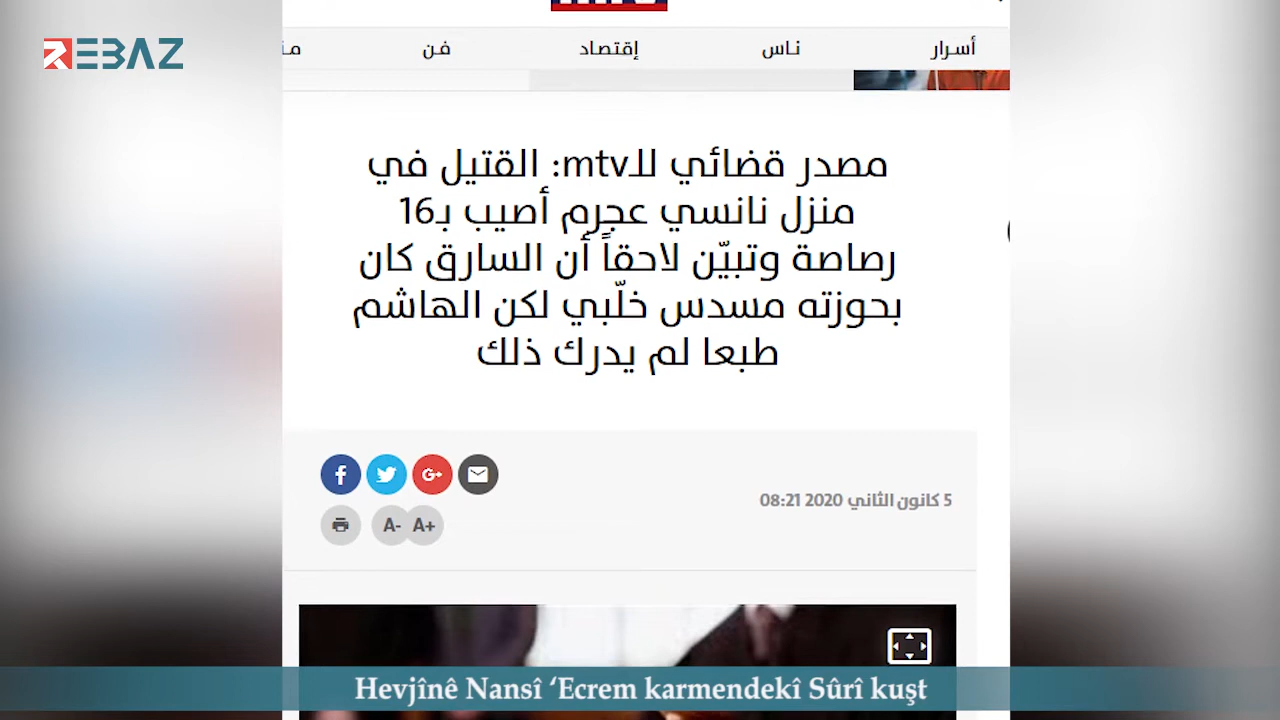 mtv
REBAZ
أسرار ناس إقتصاد فن
مصدر قضائي للـmtv: القتيل في
منزل نانسي عجرم أصيب بـ16
رصاصة وتبيّن لاحقاً أن السارق كان
بحوزته مسدس خلّبي لكن الهاشم
طبعا لم يدرك ذلك
5 كانون الثاني 2020 08:21
A- A+
Hevjînê Nansî ‘Ecrem karmendekî Sûrî kuşt